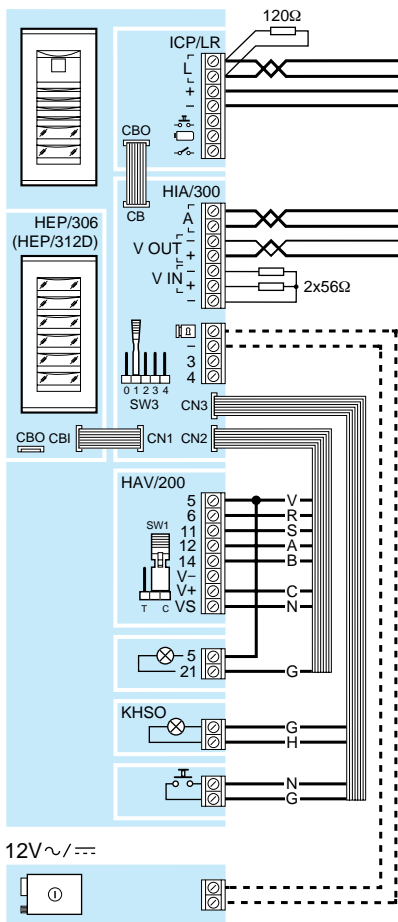 120Ω
ICP/LR
L
+
−
CBO
CB
HIA/300
A
−
V OUT
+
−
V IN
+
−
2x56Ω
HEP/306
(HEP/312D)
−
3
4
0 1 2 3 4
SW3
CN3
CBO CBI CN1 CN2
HAV/200
5 V
6 R
11 S
12 A
14 B
V−
V+ C
VS N
SW1
T C
5
21 G
KHSO
G
H
N
G
12V ~/⎓